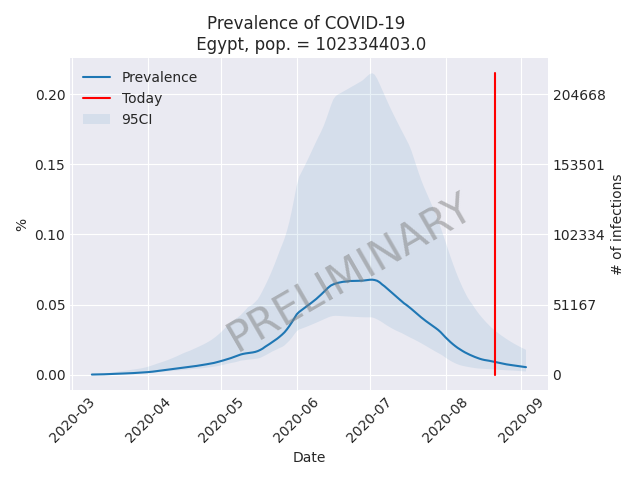 Prevalence of COVID-19
Egypt, pop. = 102334403.0
Prevalence
Today
95CI
0.20
0.15
0.10
0.05
0.00
%
204668
153501
102334
51167
0
# of infections
PRELIMINARY
2020-03
2020-04
2020-05
2020-06
2020-07
2020-08
2020-09
Date